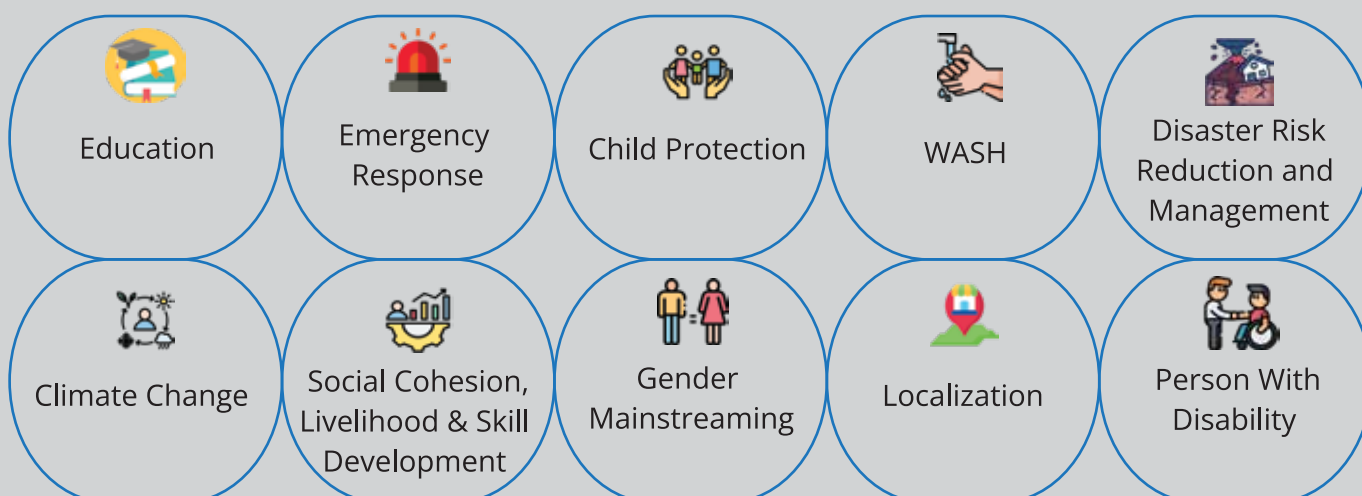 Education
Emergency
Response
Child Protection
WASH
Disaster Risk
Reduction and
Management
Climate Change
Social Cohesion,
Livelihood & Skill
Development
Gender
Mainstreaming
Localization
Person With
Disability